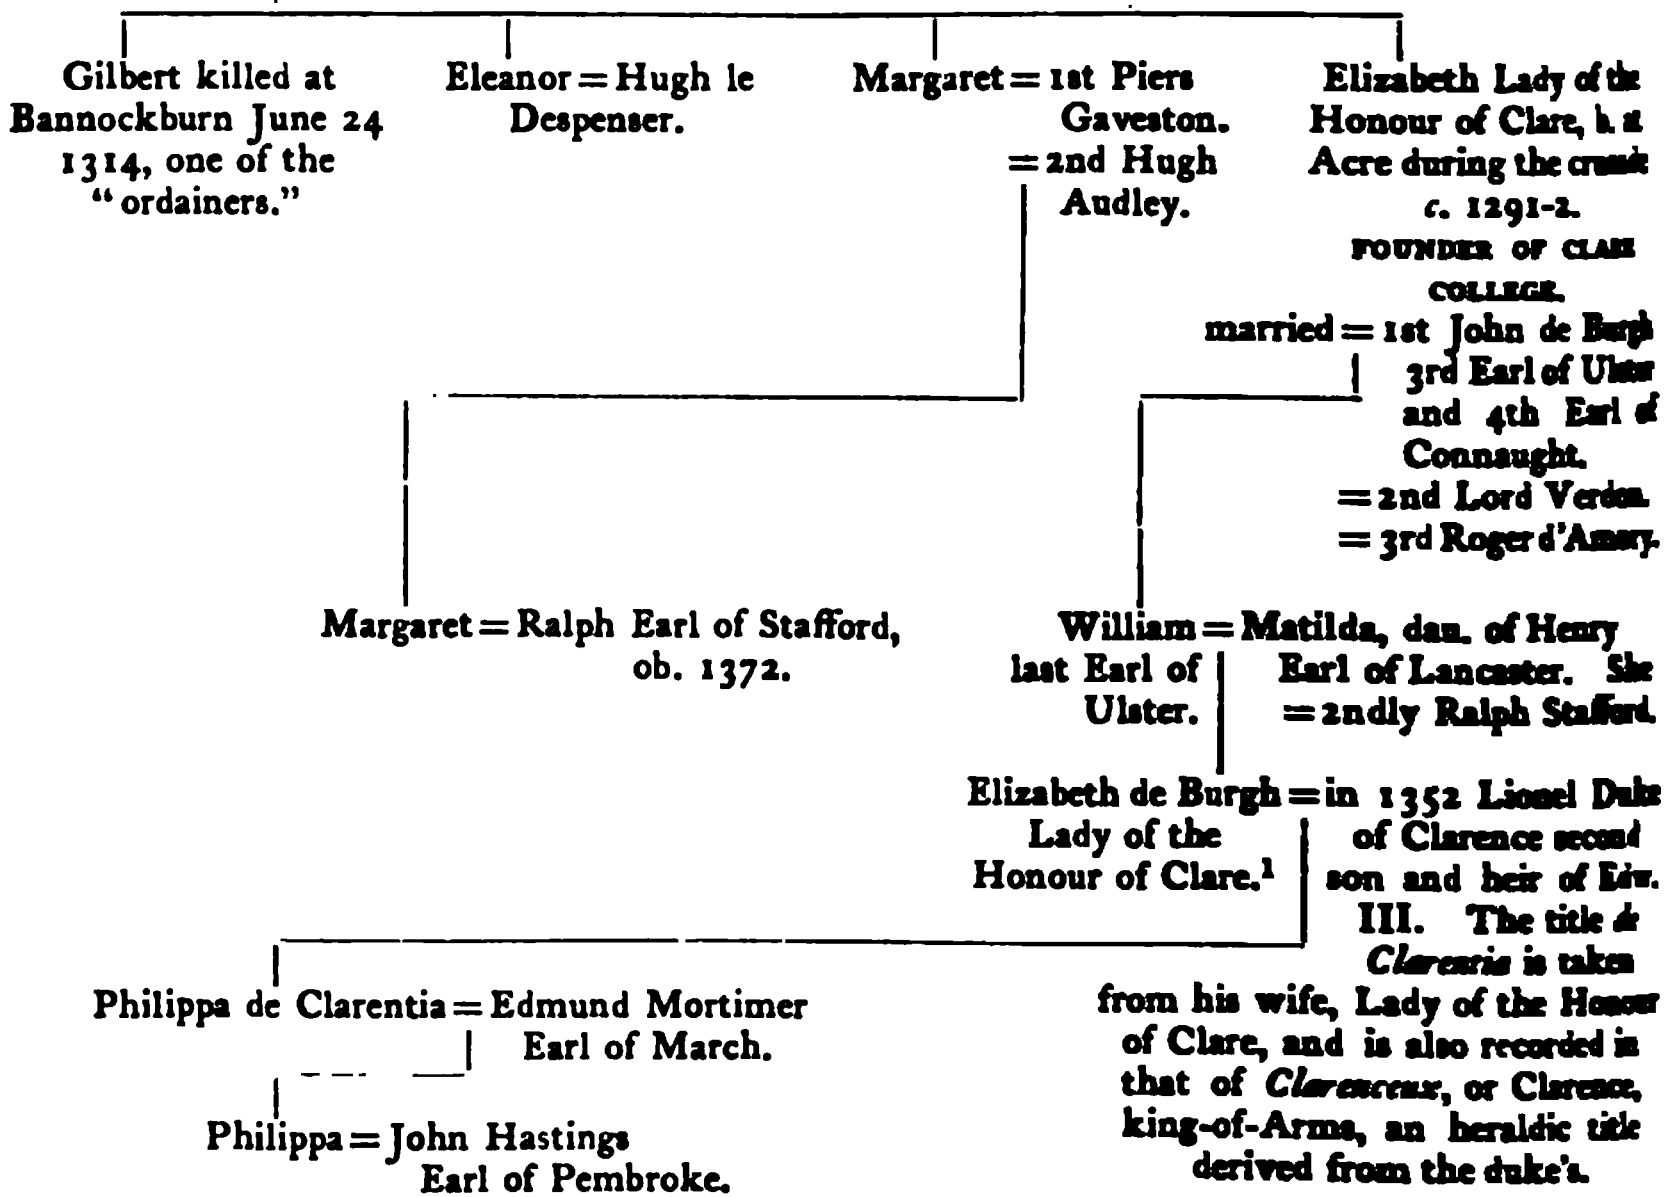 Gilbert killed at
Bannockburn June 24
1314, one of the
“ordainers.”
Eleanor = Hugh le
Despenser.
Margaret = 1st Piers
Gaveston.
= 2nd Hugh
Audley.
Elizabeth Lady of the
Honour of Clare, b. at
Acre during the crusade
c. 1291-2.
FOUNDER OF CLARE
COLLEGE.
married = 1st John de Burgh
3rd Earl of Ulster
and 4th Earl of
Connaught.
= 2nd Lord Verdon.
= 3rd Roger d'Amory.
Margaret = Ralph Earl of Stafford,
ob. 1372.
William = Matilda, dau. of Henry
last Earl of
Ulster.
Earl of Lancaster. She
= 2ndly Ralph Stafford.
Elizabeth de Burgh = in 1352 Lionel Duke
Lady of the
Honour of Clare.¹
of Clarence second
son and heir of Edw.
III. The title de
Clarentia is taken
from his wife, Lady of the Honour
of Clare, and is also recorded in
that of Clarenceux, or Clarence,
king-of-Arms, an heraldic title
derived from the duke's.
Philippa de Clarentia = Edmund Mortimer
Earl of March.
Philippa = John Hastings
Earl of Pembroke.